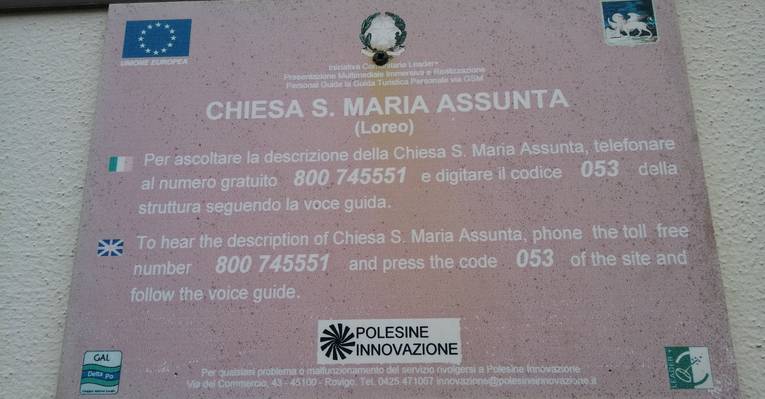 UNIONE EUROPEA
Iniziativa Comunitaria Leader+
Presentazione Multimediale Immersiva e Realizzazione
Personal Guida la Guida Turistica Personale via GSM
CHIESA S. MARIA ASSUNTA
(Loreo)
Per ascoltare la descrizione della Chiesa S. Maria Assunta, telefonare
al numero gratuito 800 745551 e digitare il codice 053 della
struttura seguendo la voce guida.
To hear the description of Chiesa S. Maria Assunta, phone the toll free
number 800 745551 and press the code 053 of the site and
follow the voice guide.
POLESINE
INNOVAZIONE
GAL
Delta Po
LEADER +
Per qualsiasi problema o malfunzionamento del servizio rivolgersi a Polesine Innovazione
Via del Commercio, 43 - 45100 - Rovigo. Tel. 0425 471067 innovazione@polesineinnovazione.it